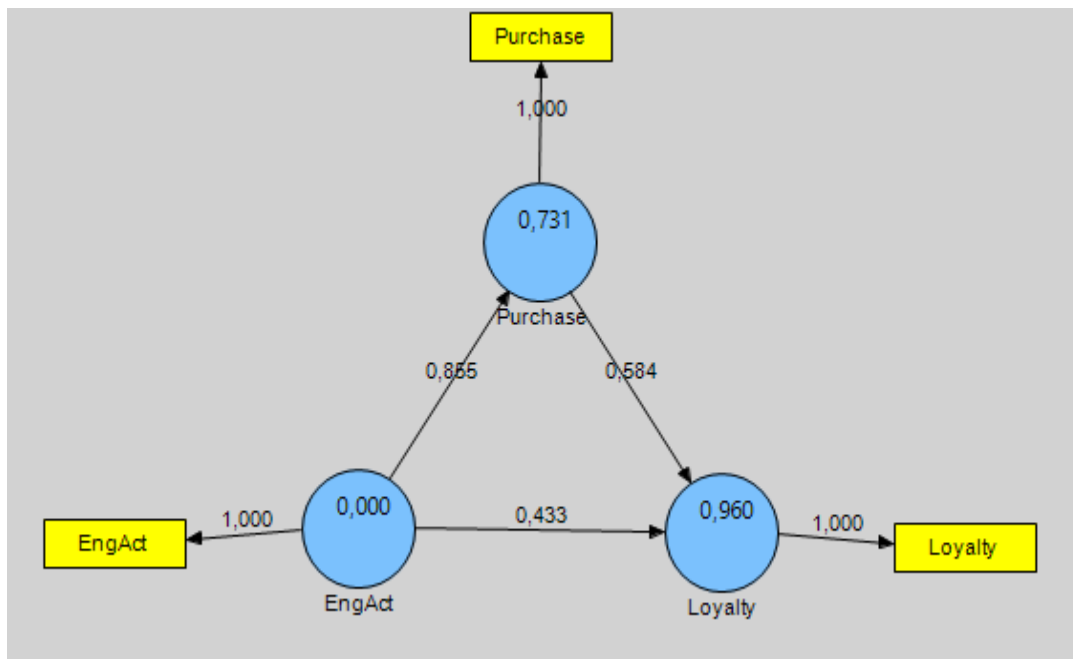 Purchase
1,000
0,731
Purchase
0,855
0,584
1,000
0,000
0,433
0,960
1,000
EngAct
Loyalty
EngAct
Loyalty